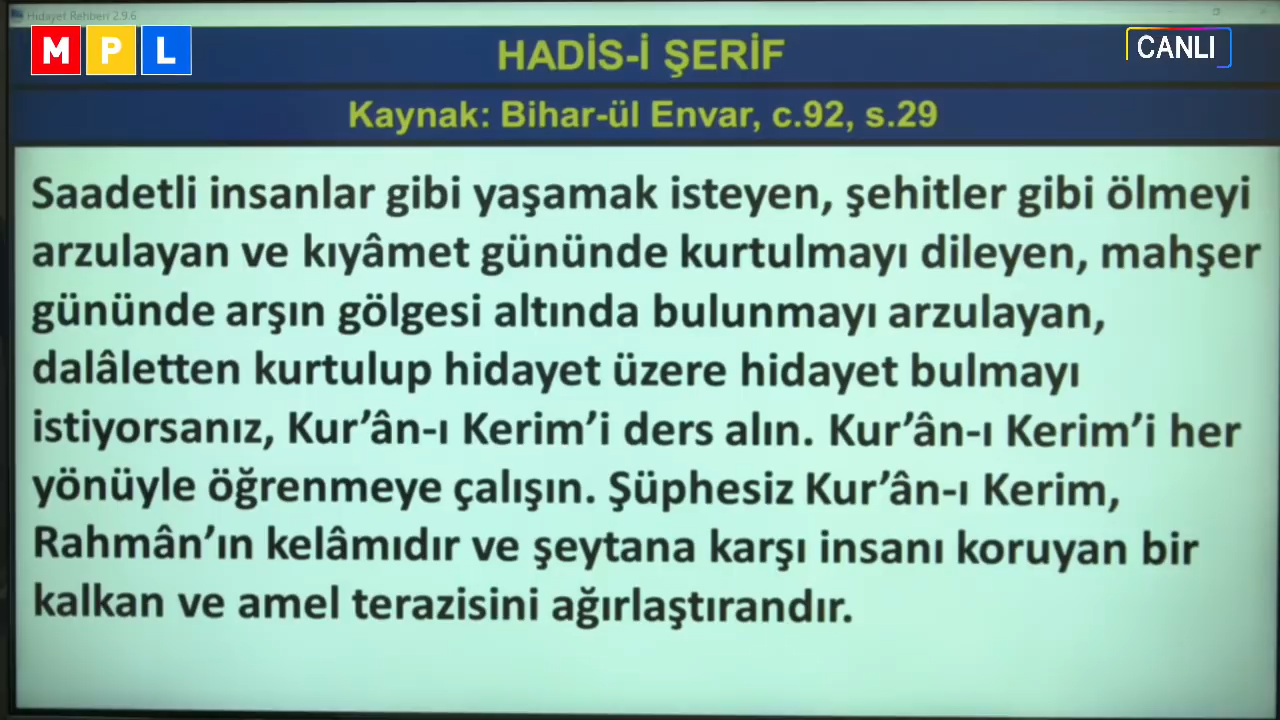 Hidayet Rehberi 2.9.6
MPL
HADİS-İ ŞERİF
CANLI
Kaynak: Bihar-ül Envar, c.92, s.29
Saadetli insanlar gibi yaşamak isteyen, şehitler gibi ölmeyi
arzulayan ve kıyâmet gününde kurtulmayı dileyen, mahşer
gününde arşın gölgesi altında bulunmayı arzulayan,
dalâletten kurtulup hidayet üzere hidayet bulmayı
istiyorsanız, Kur’ân-ı Kerim’i ders alın. Kur’ân-ı Kerim’i her
yönüyle öğrenmeye çalışın. Şüphesiz Kur’ân-ı Kerim,
Rahmân’ın kelâmıdır ve şeytana karşı insanı koruyan bir
kalkan ve amel terazisini ağırlaştırandır.